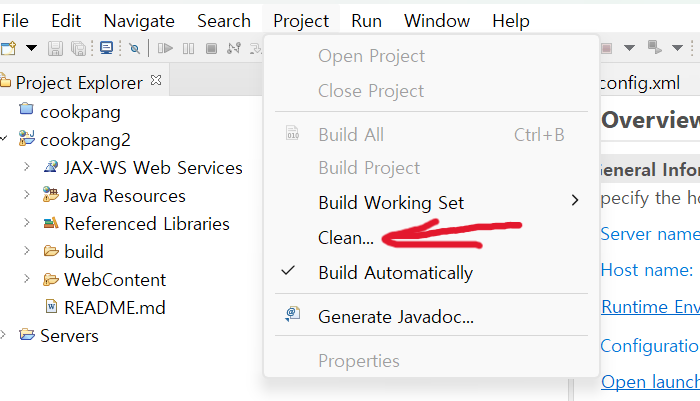 File Edit Navigate Search Project Run Window Help
Project Explorer
cookpang
cookpang2
JAX-WS Web Services
Java Resources
Referenced Libraries
build
WebContent
README.md
Servers
Open Project
Close Project
Build All Ctrl+B
Build Project
Build Working Set
Clean...
Build Automatically
Generate Javadoc...
Properties
config.xml
Overview
General Infor
pecify the ho
Server name:
Host name:
Runtime Env
Configuratio
Open launch